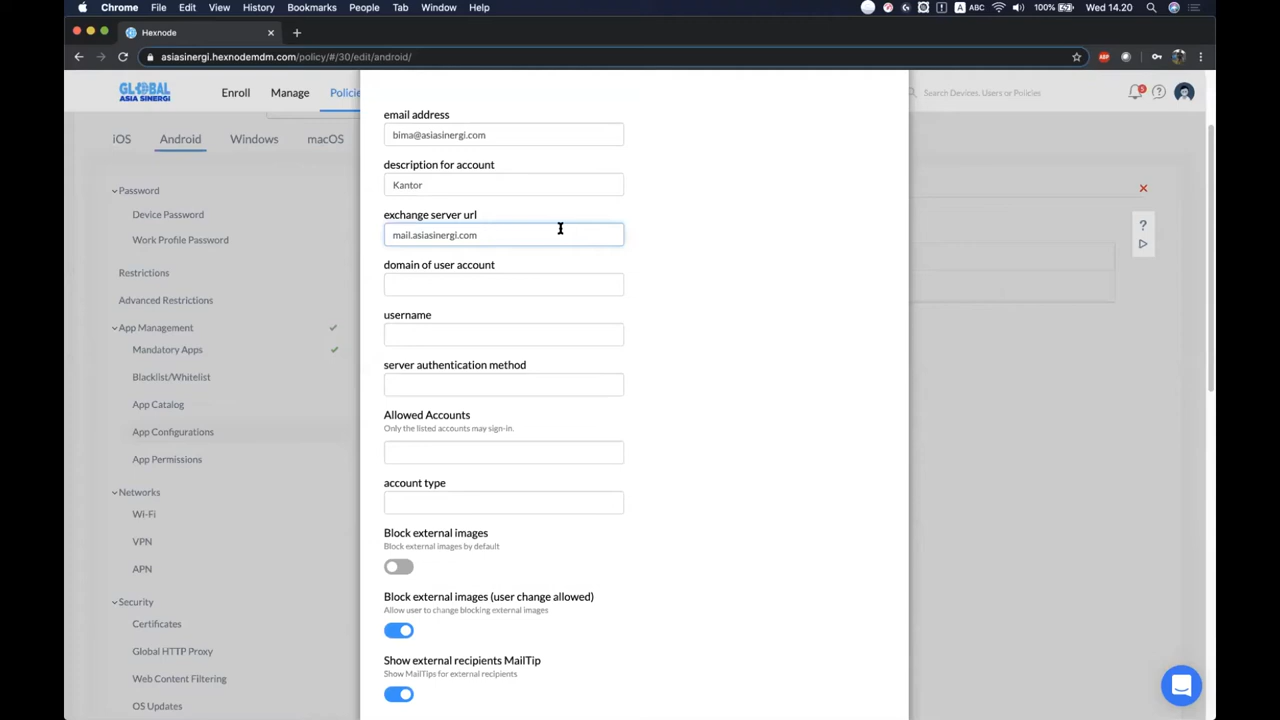 Chrome File Edit View History Bookmarks People Tab Window Help
ABC 100% Wed 14.20
Hexnode
asiasinergi.hexnodemdm.com/policy/#/30/edit/android/
ABP
GLOBAL
ASIA SINERGI
Enroll Manage Policie
Search Devices, Users or Policies
iOS Android Windows macOS
Password
Device Password
Work Profile Password
Restrictions
Advanced Restrictions
App Management
Mandatory Apps
Blacklist/Whitelist
App Catalog
App Configurations
App Permissions
Networks
Wi-Fi
VPN
APN
Security
Certificates
Global HTTP Proxy
Web Content Filtering
OS Updates
email address
bima@asiasinergi.com
description for account
Kantor
exchange server url
mail.asiasinergi.com
domain of user account
username
server authentication method
Allowed Accounts
Only the listed accounts may sign-in.
account type
Block external images
Block external images by default
Block external images (user change allowed)
Allow user to change blocking external images
Show external recipients MailTip
Show MailTips for external recipients